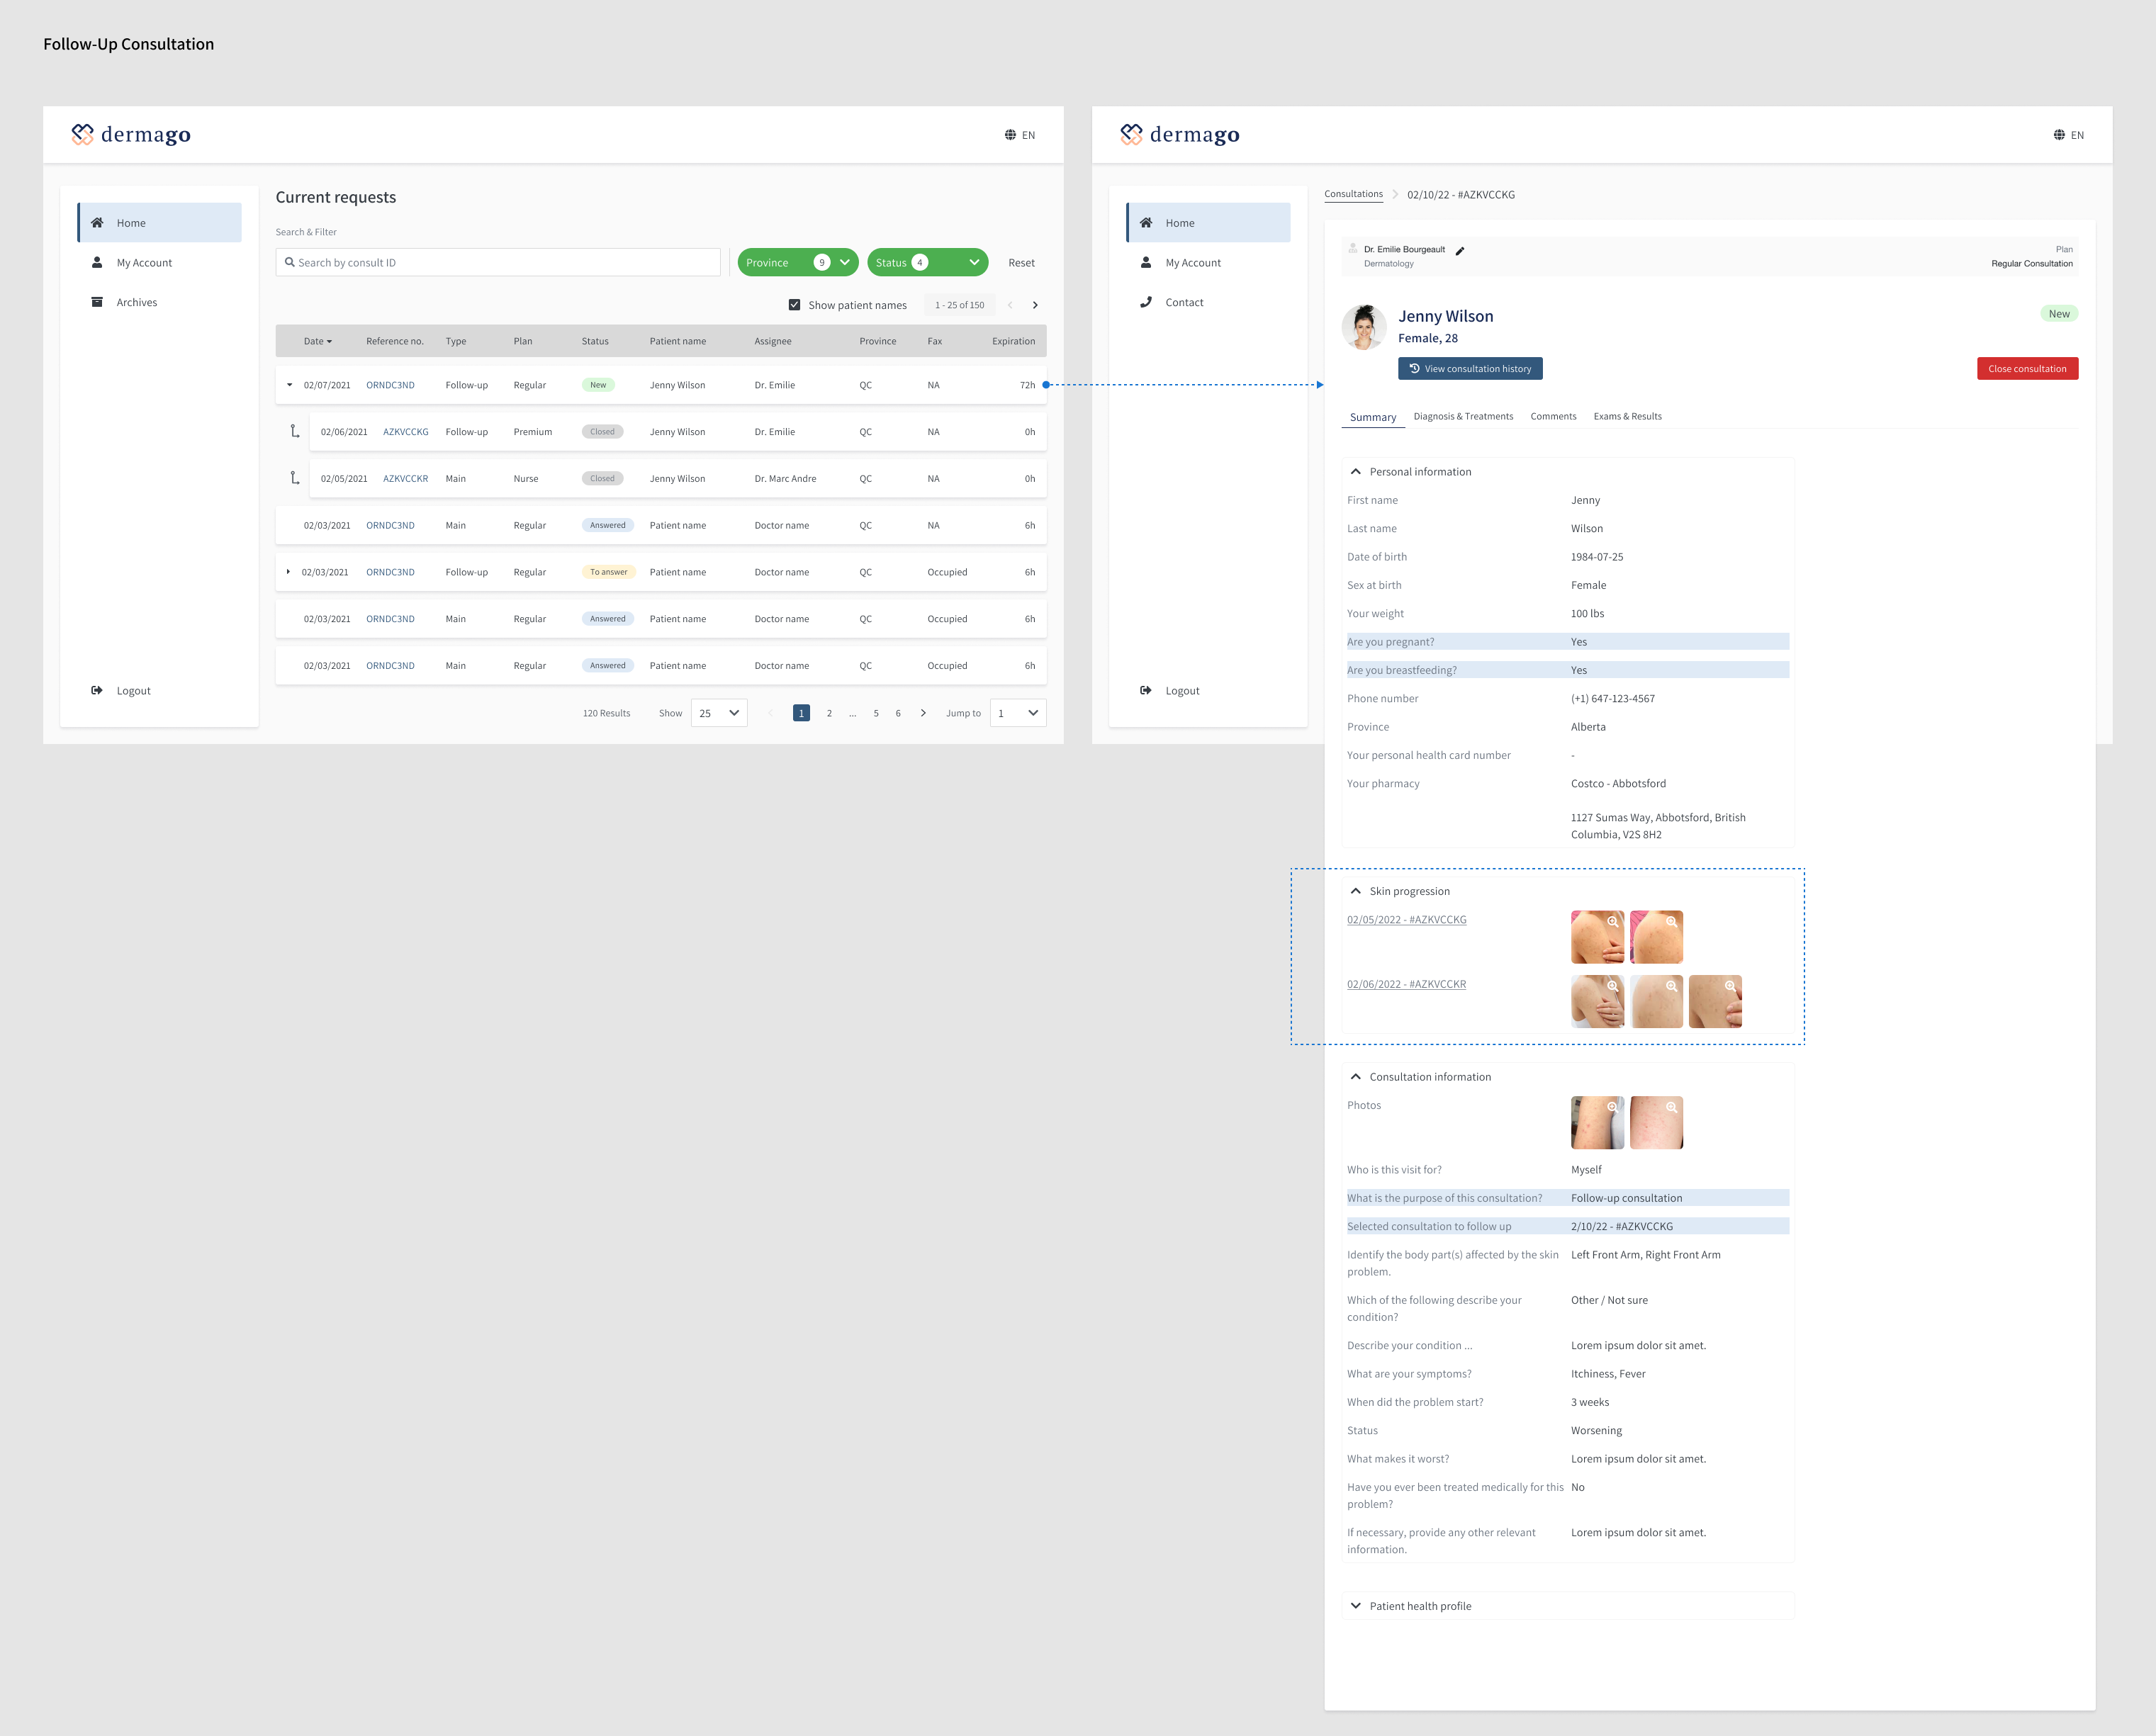 Follow-Up Consultation
dermago
EN
Home
My Account
Archives
Logout
Current requests
Search & Filter
Search by consult ID
Province 9
Status 4
Reset
Show patient names
1 - 25 of 150
Date Reference no. Type Plan Status Patient name Assignee Province Fax Expiration
02/07/2021 ORNDC3ND Follow-up Regular New Jenny Wilson Dr. Emilie QC NA 72h
02/06/2021 AZKVCCKG Follow-up Premium Closed Jenny Wilson Dr. Emilie QC NA 0h
02/05/2021 AZKVCCKR Main Nurse Closed Jenny Wilson Dr. Marc Andre QC NA 0h
02/03/2021 ORNDC3ND Main Regular Answered Patient name Doctor name QC NA 6h
02/03/2021 ORNDC3ND Follow-up Regular To answer Patient name Doctor name QC Occupied 6h
02/03/2021 ORNDC3ND Main Regular Answered Patient name Doctor name QC Occupied 6h
02/03/2021 ORNDC3ND Main Regular Answered Patient name Doctor name QC Occupied 6h
120 Results Show 25 1 2 ... 5 6 Jump to 1
dermago
EN
Home
My Account
Contact
Logout
Consultations 02/10/22 - #AZKVCCKG
Dr. Emilie Bourgeault
Dermatology
Plan
Regular Consultation
Jenny Wilson
Female, 28
New
View consultation history
Close consultation
Summary Diagnosis & Treatments Comments Exams & Results
Personal information
First name Jenny
Last name Wilson
Date of birth 1984-07-25
Sex at birth Female
Your weight 100 lbs
Are you pregnant? Yes
Are you breastfeeding? Yes
Phone number (+1) 647-123-4567
Province Alberta
Your personal health card number -
Your pharmacy Costco - Abbotsford
1127 Sumas Way, Abbotsford, British
Columbia, V2S 8H2
Skin progression
02/05/2022 - #AZKVCCKG
02/06/2022 - #AZKVCCKR
Consultation information
Photos
Who is this visit for? Myself
What is the purpose of this consultation? Follow-up consultation
Selected consultation to follow up 2/10/22 - #AZKVCCKG
Identify the body part(s) affected by the skin Left Front Arm, Right Front Arm
problem.
Which of the following describe your Other / Not sure
condition?
Describe your condition ... Lorem ipsum dolor sit amet.
What are your symptoms? Itchiness, Fever
When did the problem start? 3 weeks
Status Worsening
What makes it worst? Lorem ipsum dolor sit amet.
Have you ever been treated medically for this No
problem?
If necessary, provide any other relevant Lorem ipsum dolor sit amet.
information.
Patient health profile